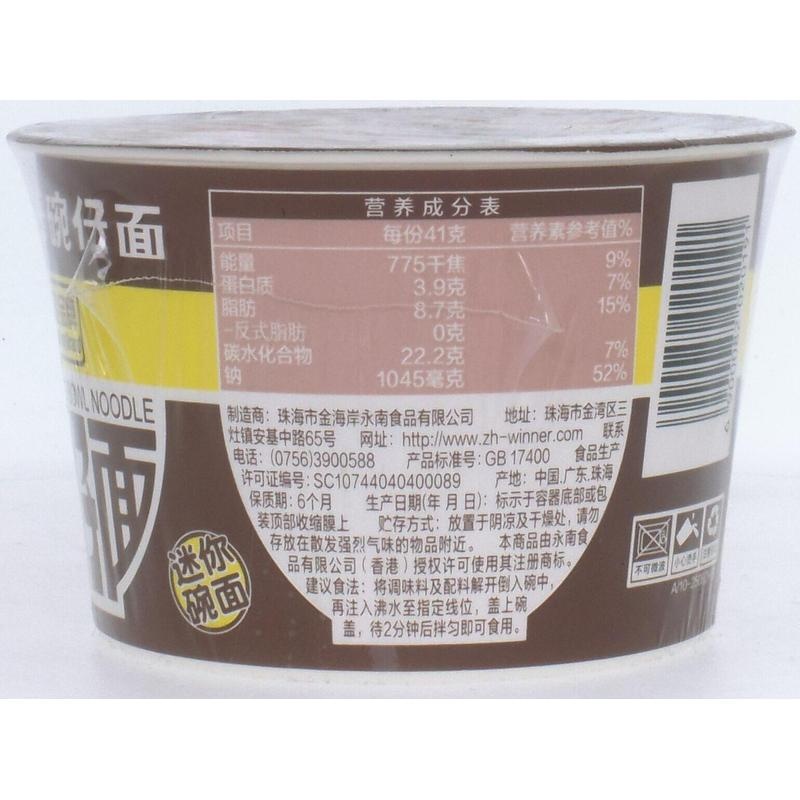 碗仔面
NOODLE
迷你
碗面
营养成分表
项目 每份41克 营养素参考值%
能量 775千焦 9%
蛋白质 3.9克 7%
脂肪 8.7克 15%
-反式脂肪 0克
碳水化合物 22.2克 7%
钠 1045毫克 52%
制造商：珠海市金海岸永南食品有限公司 地址：珠海市金湾区三
灶镇安基中路65号 网址：http://www.zh-winner.com 联系
电话：(0756)3900588 产品标准号：GB 17400 食品生产
许可证编号：SC10744040400089 产地：中国.广东.珠海
保质期：6个月 生产日期(年 月 日)：标示于容器底部或包
装顶部收缩膜上 贮存方式：放置于阴凉及干燥处，请勿
存放在散发强烈气味的物品附近。 本商品由永南食
品有限公司（香港）授权许可使用其注册商标。
建议食法：将调味料及配料解开倒入碗中，
再注入沸水至指定线位，盖上碗
盖，待2分钟后拌匀即可食用。
不可微波 小心烫手